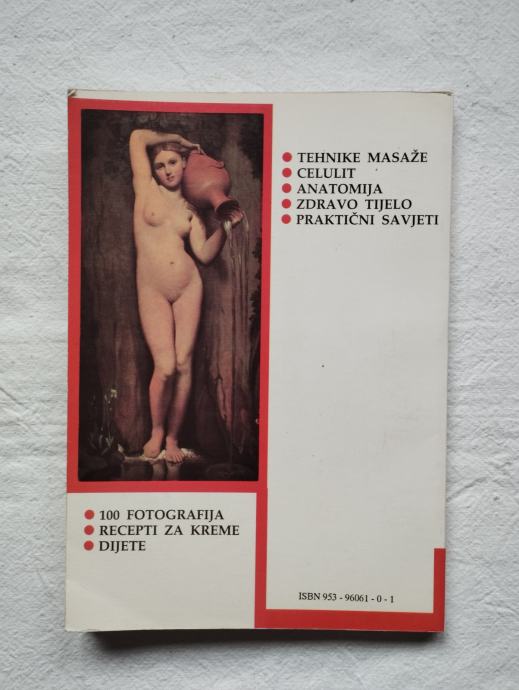 ● TEHNIKE MASAŽE
● CELULIT
● ANATOMIJA
● ZDRAVO TIJELO
● PRAKTIČNI SAVJETI
● 100 FOTOGRAFIJA
● RECEPTI ZA KREME
● DIJETE
ISBN 953 - 96061 - 0 - 1